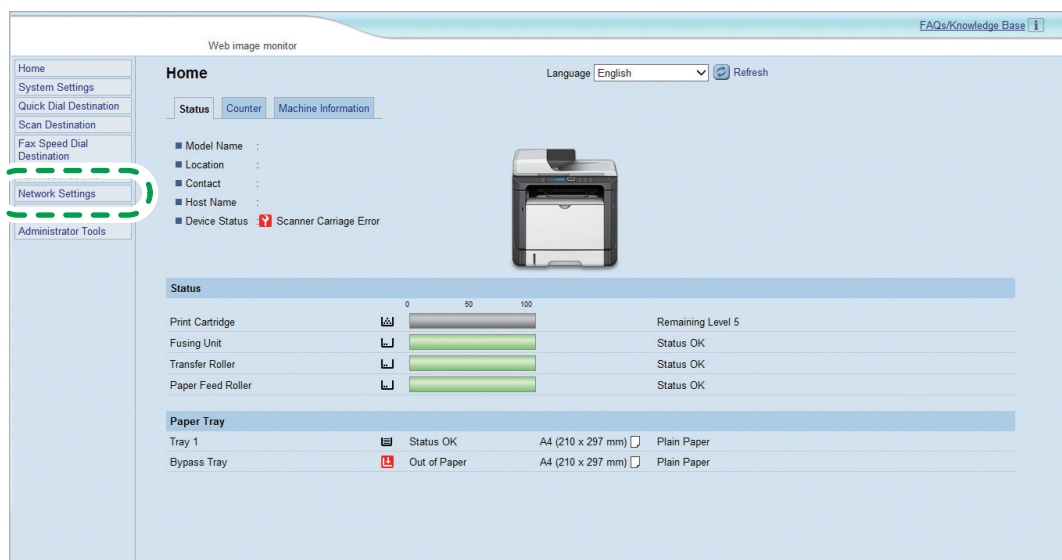 FAQs/Knowledge Base
Web image monitor
Home
System Settings
Quick Dial Destination
Scan Destination
Fax Speed Dial
Destination
Network Settings
Administrator Tools
Home
Language English Refresh
Status Counter Machine Information
Model Name :
Location :
Contact :
Host Name :
Device Status : Scanner Carriage Error
Status
0 50 100
Print Cartridge Remaining Level 5
Fusing Unit Status OK
Transfer Roller Status OK
Paper Feed Roller Status OK
Paper Tray
Tray 1 Status OK A4 (210 x 297 mm) Plain Paper
Bypass Tray Out of Paper A4 (210 x 297 mm) Plain Paper